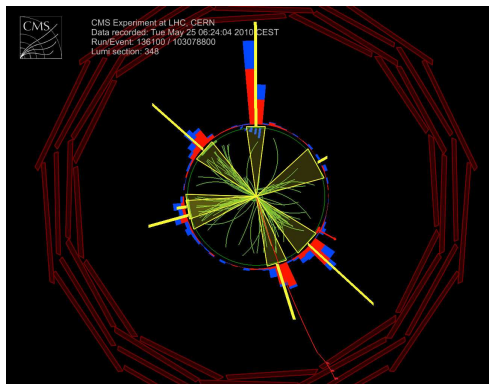 CMS
CMS Experiment at LHC, CERN
Data recorded: Tue May 25 06:24:04 2010 CEST
Run/Event: 136100 / 103078800
Lumi section: 348